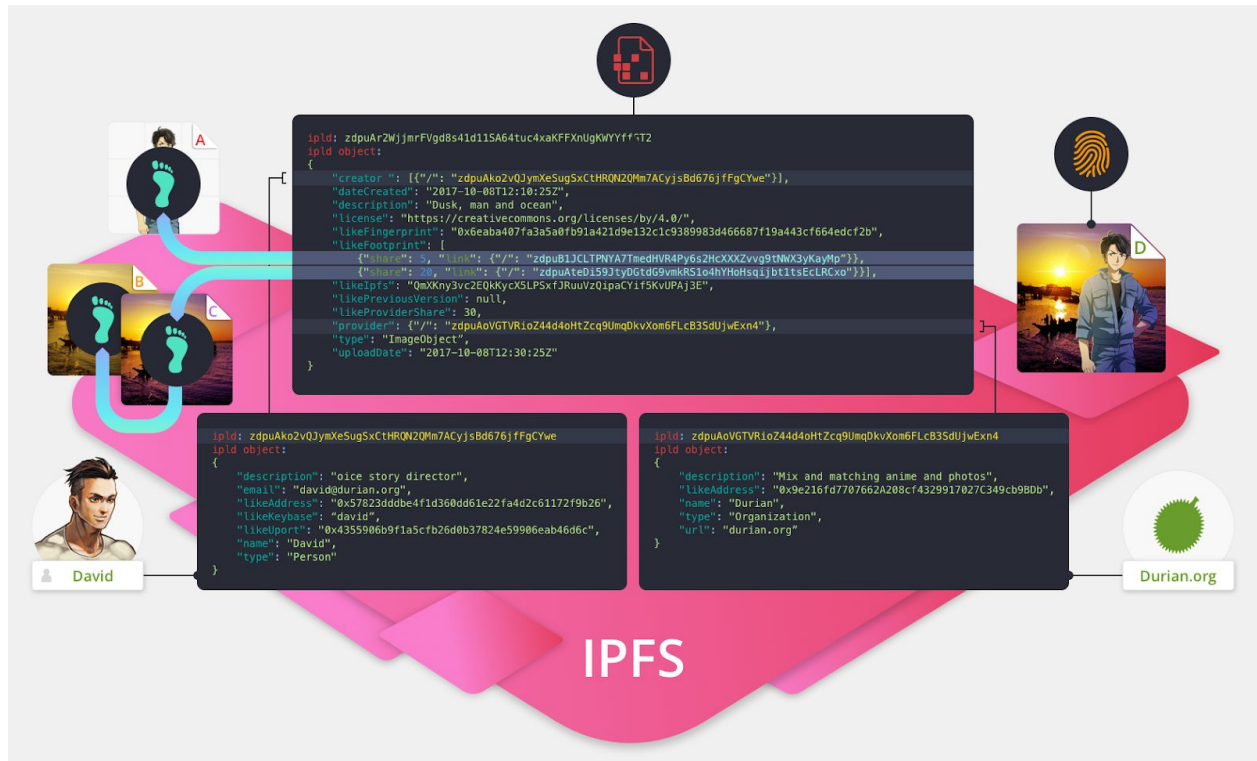 A
B
C
D
ipld: zdpuAr2WjjmrFVgd8s41d11SA64tuc4xaKFFXnUgKWYYffGT2
ipld object:
{
"creator ": [{"/": "zdpuAko2vQJymXeSugSxCtHRQN2QMm7ACyjsBd676jfFgCYwe"}],
"dateCreated": "2017-10-08T12:10:25Z",
"description": "Dusk, man and ocean",
"license": "https://creativecommons.org/licenses/by/4.0/",
"likeFingerprint": "0x6eaba407fa3a5a0fb91a421d9e132c1c9389983d466687f19a443cf664edcf2b",
"likeFootprint": [
{"share": 5, "link": {"/": "zdpuB1JCLTPNYA7TmedHVR4Py6s2HcXXXZvvg9tNWX3yKayMp"}},
{"share": 20, "link": {"/": "zdpuAteDi59JtyDGtdG9vmkRS1o4hYHoHsqijbt1tsEcLRCxo"}}],
"likeIpfs": "QmXKny3vc2EQkKycX5LPSxfJRuuVzQipaCYif5KvUPAj3E",
"likePreviousVersion": null,
"likeProviderShare": 30,
"provider": {"/": "zdpuAoVGTVRioZ44d4oHtZcq9UmqDkvXom6FLcB3SdUjwExn4"},
"type": "ImageObject",
"uploadDate": "2017-10-08T12:30:25Z"
}
ipld: zdpuAko2vQJymXeSugSxCtHRQN2QMm7ACyjsBd676jfFgCYwe
ipld object:
{
"description": "oice story director",
"email": "david@durian.org",
"likeAddress": "0x57823dddbe4f1d360dd61e22fa4d2c61172f9b26",
"likeKeybase": "david",
"likeUport": "0x4355906b9f1a5cfb26d0b37824e59906eab46d6c",
"name": "David",
"type": "Person"
}
ipld: zdpuAoVGTVRioZ44d4oHtZcq9UmqDkvXom6FLcB3SdUjwExn4
ipld object:
{
"description": "Mix and matching anime and photos",
"likeAddress": "0x9e216fd7707662A208cf4329917027C349cb9BDb",
"name": "Durian",
"type": "Organization",
"url": "durian.org"
}
David
Durian.org
IPFS